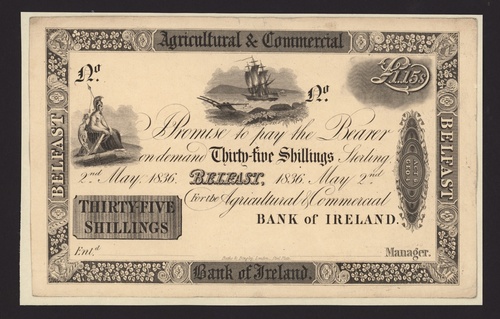 Agricultural & Commercial
BELFAST
BELFAST
No.
No.
£1.15s
I Promise to pay the Bearer
on demand Thirty-five Shillings Sterling.
2nd May. 1836. BELFAST, 1836. May. 2nd
For the Agricultural & Commercial
BANK of IRELAND.
THIRTY-FIVE
SHILLINGS
Entd.
Manager.
Bank of Ireland.